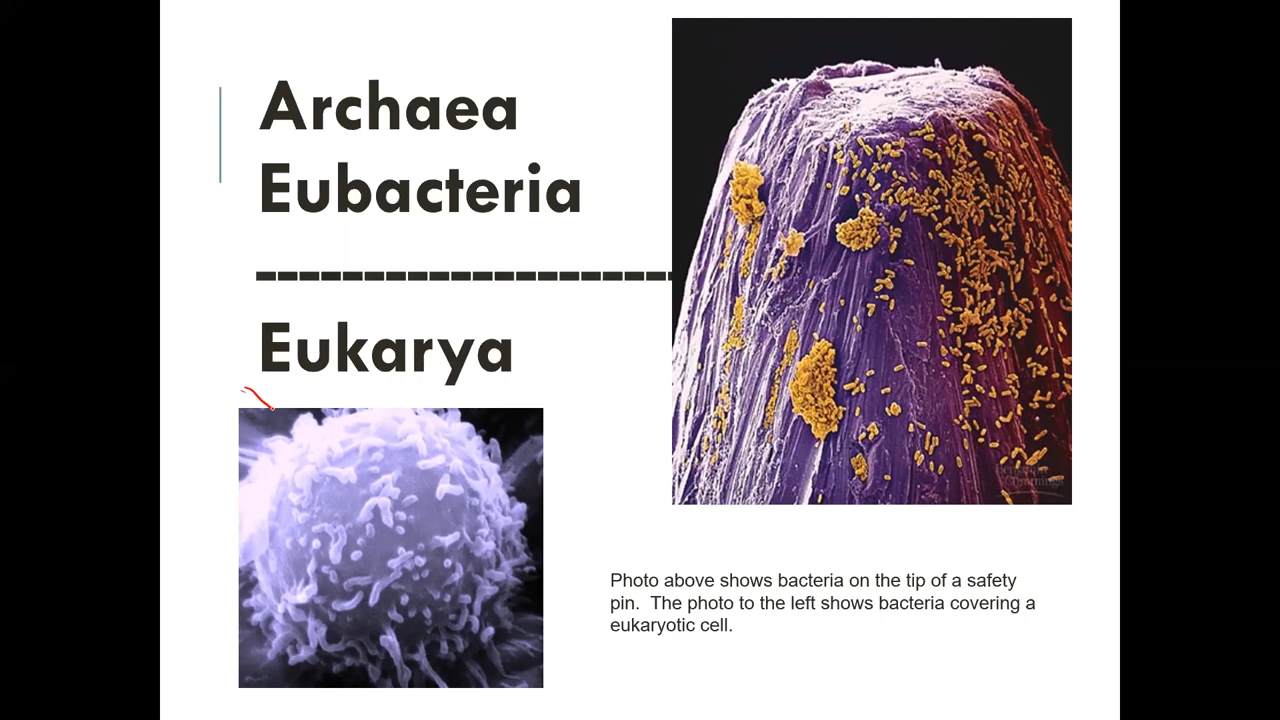 Archaea
Eubacteria
--------------------
Eukarya
Photo above shows bacteria on the tip of a safety
pin.  The photo to the left shows bacteria covering a
eukaryotic cell.
Cummings